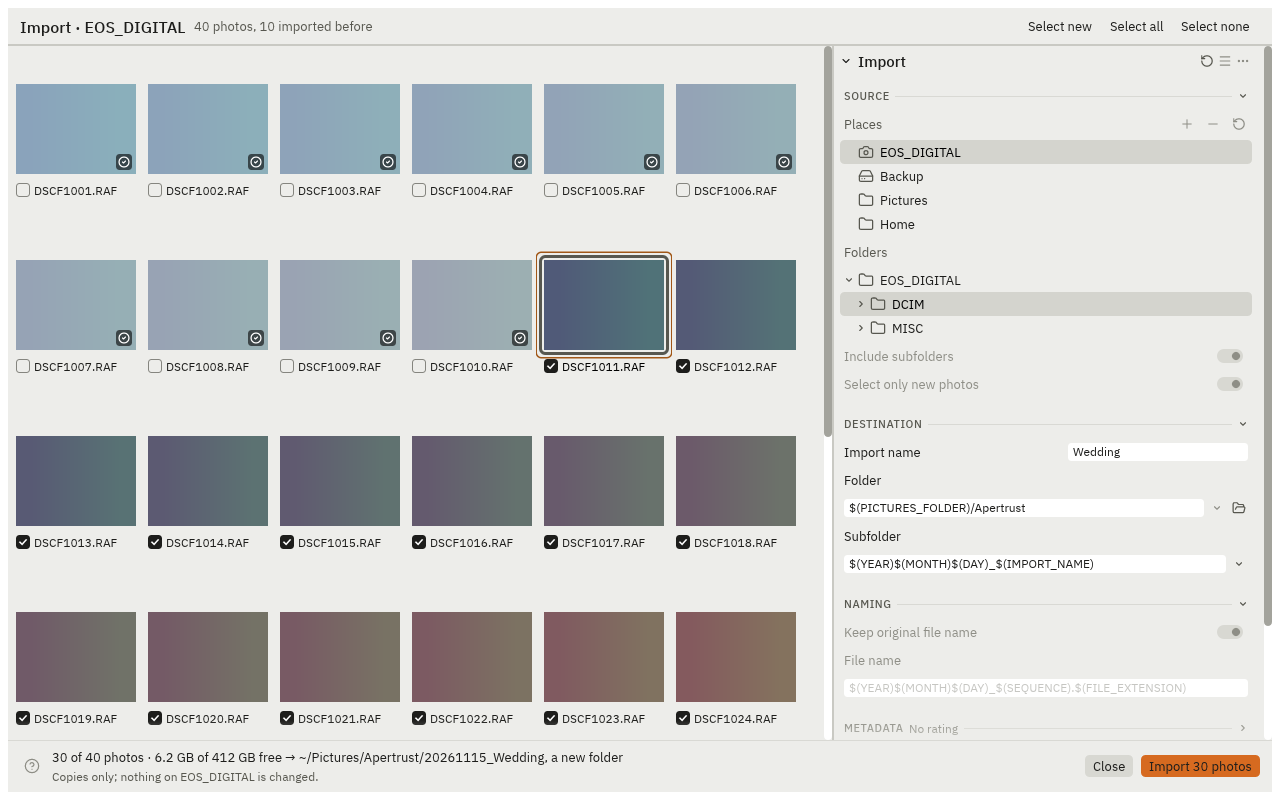 Import · EOS_DIGITAL 40 photos, 10 imported before Select new Select all Select none
DSCF1001.RAF DSCF1002.RAF DSCF1003.RAF DSCF1004.RAF DSCF1005.RAF DSCF1006.RAF
DSCF1007.RAF DSCF1008.RAF DSCF1009.RAF DSCF1010.RAF DSCF1011.RAF DSCF1012.RAF
DSCF1013.RAF DSCF1014.RAF DSCF1015.RAF DSCF1016.RAF DSCF1017.RAF DSCF1018.RAF
DSCF1019.RAF DSCF1020.RAF DSCF1021.RAF DSCF1022.RAF DSCF1023.RAF DSCF1024.RAF
Import
SOURCE
Places
EOS_DIGITAL
Backup
Pictures
Home
Folders
EOS_DIGITAL
DCIM
MISC
Include subfolders
Select only new photos
DESTINATION
Import name Wedding
Folder
$(PICTURES_FOLDER)/Apertrust
Subfolder
$(YEAR)$(MONTH)$(DAY)_$(IMPORT_NAME)
NAMING
Keep original file name
File name
$(YEAR)$(MONTH)$(DAY)_$(SEQUENCE).$(FILE_EXTENSION)
METADATA No rating
30 of 40 photos · 6.2 GB of 412 GB free → ~/Pictures/Apertrust/20261115_Wedding, a new folder
Copies only; nothing on EOS_DIGITAL is changed.
Close Import 30 photos